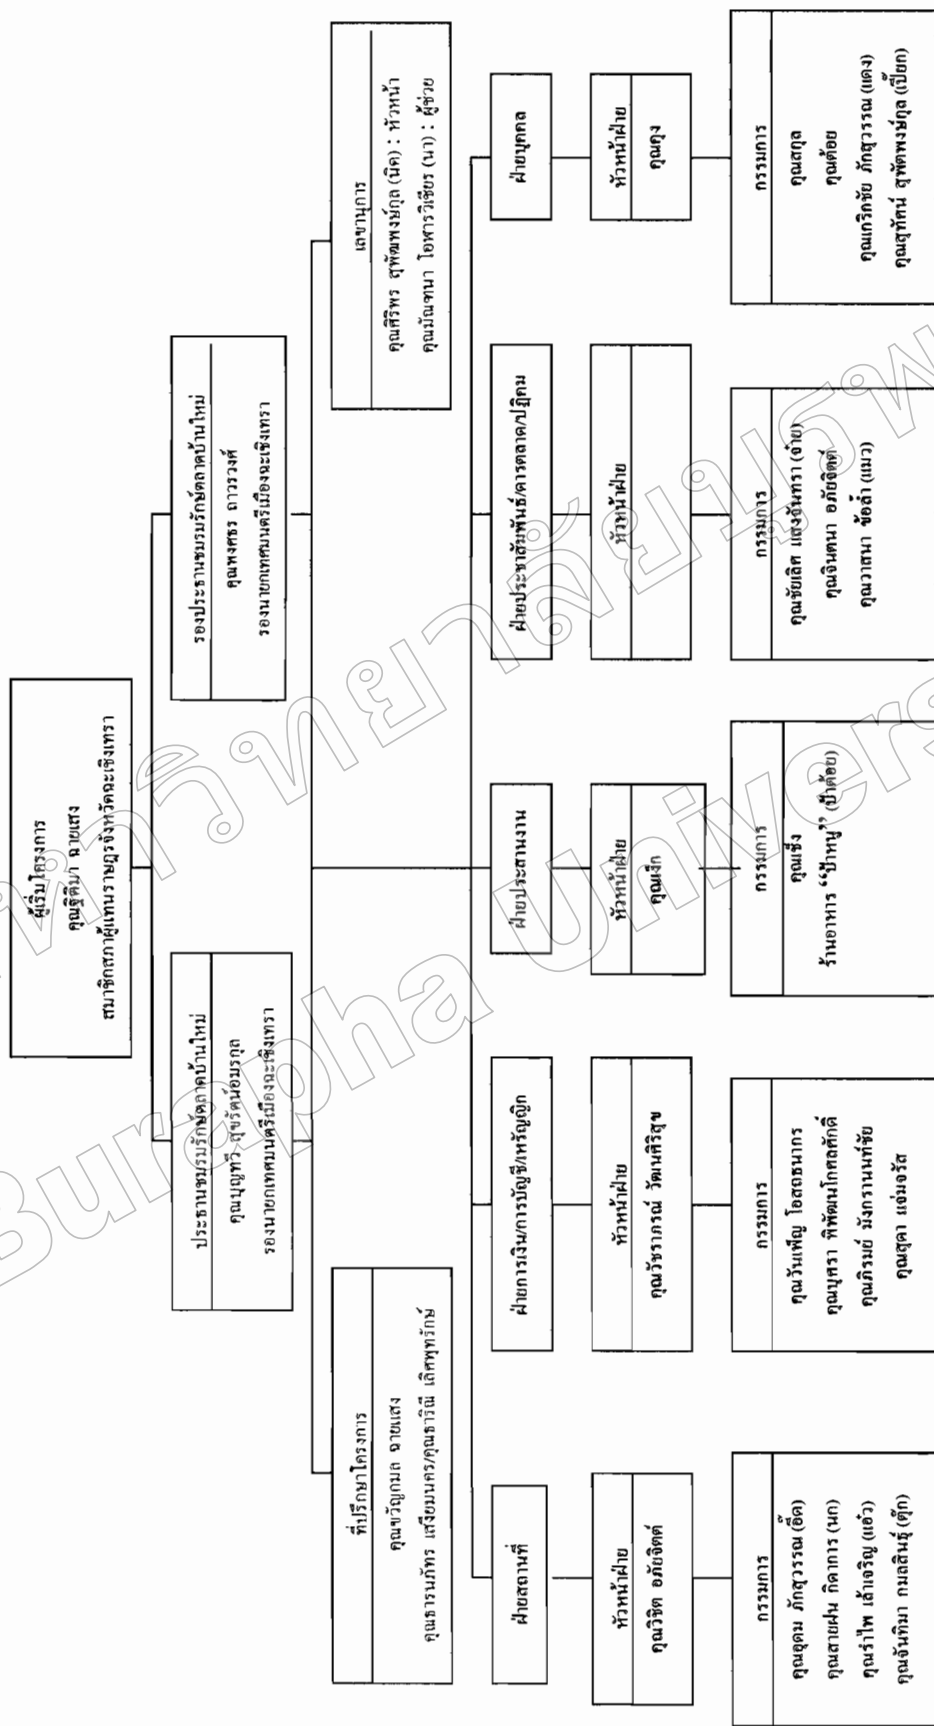 ผู้เริ่มโครงการ
คุณฐิติมา ฉายแสง
สมาชิกสภาผู้แทนราษฎรจังหวัดฉะเชิงเทรา
ประธานชมรมรักษ์ตลาดบ้านใหม่
คุณบุญทวี สุขรัตน์อมรกุล
รองนายกเทศมนตรีเมืองฉะเชิงเทรา
รองประธานชมรมรักษ์ตลาดบ้านใหม่
คุณพงศธร ถาวรวงศ์
รองนายกเทศมนตรีเมืองฉะเชิงเทรา
ที่ปรึกษาโครงการ
คุณขวัญกมล ฉายแสง
คุณธารนภัทร เสงี่ยมนคร/คุณธาริณี เลิศพุทรักษ์
เลขานุการ
คุณศิริพร สุพัฒพงษ์กุล (นิด) : หัวหน้า
คุณมัณฑนา โอฬารวิเชียร (นา) : ผู้ช่วย
ฝ่ายสถานที่
หัวหน้าฝ่าย
คุณวิชิต อภัยจิตต์
กรรมการ
คุณอุดม ภักสุวรรณ (อี๊ด)
คุณสายฝน กิดาการ (นก)
คุณรำไพ เล้าเจริญ (แอ๋ว)
คุณจันทิมา กมลสินธุ์ (ตุ๊ก)
ฝ่ายการเงิน/การบัญชี/เหรัญญิก
หัวหน้าฝ่าย
คุณวัชราภรณ์ วัฒนศิริสุข
กรรมการ
คุณวันเพ็ญ โอสถธนากร
คุณบุศรา พิพัฒนโกศลศักดิ์
คุณภิรมย์ มังกรานนท์ชัย
คุณสุดา แจ่มจรัส
ฝ่ายประสานงาน
หัวหน้าฝ่าย
คุณเง็ก
กรรมการ
คุณเซ็ง
ร้านอาหาร “ป้าหนู” (ป้าต้อย)
ฝ่ายประชาสัมพันธ์/การตลาด/ปฏิคม
หัวหน้าฝ่าย
กรรมการ
คุณชัยเลิศ แสงจันทรา (จ๋าย)
คุณจินตนา อภัยจิตต์
คุณวาสนา ข้อล้ำ (แมว)
ฝ่ายบุคคล
หัวหน้าฝ่าย
คุณกุง
กรรมการ
คุณสกุล
คุณต้อย
คุณเกริกชัย ภักสุวรรณ (แดง)
คุณสุทัศน์ สุพัตพงษ์กุล (เปี๊ยก)
Burapha Univers